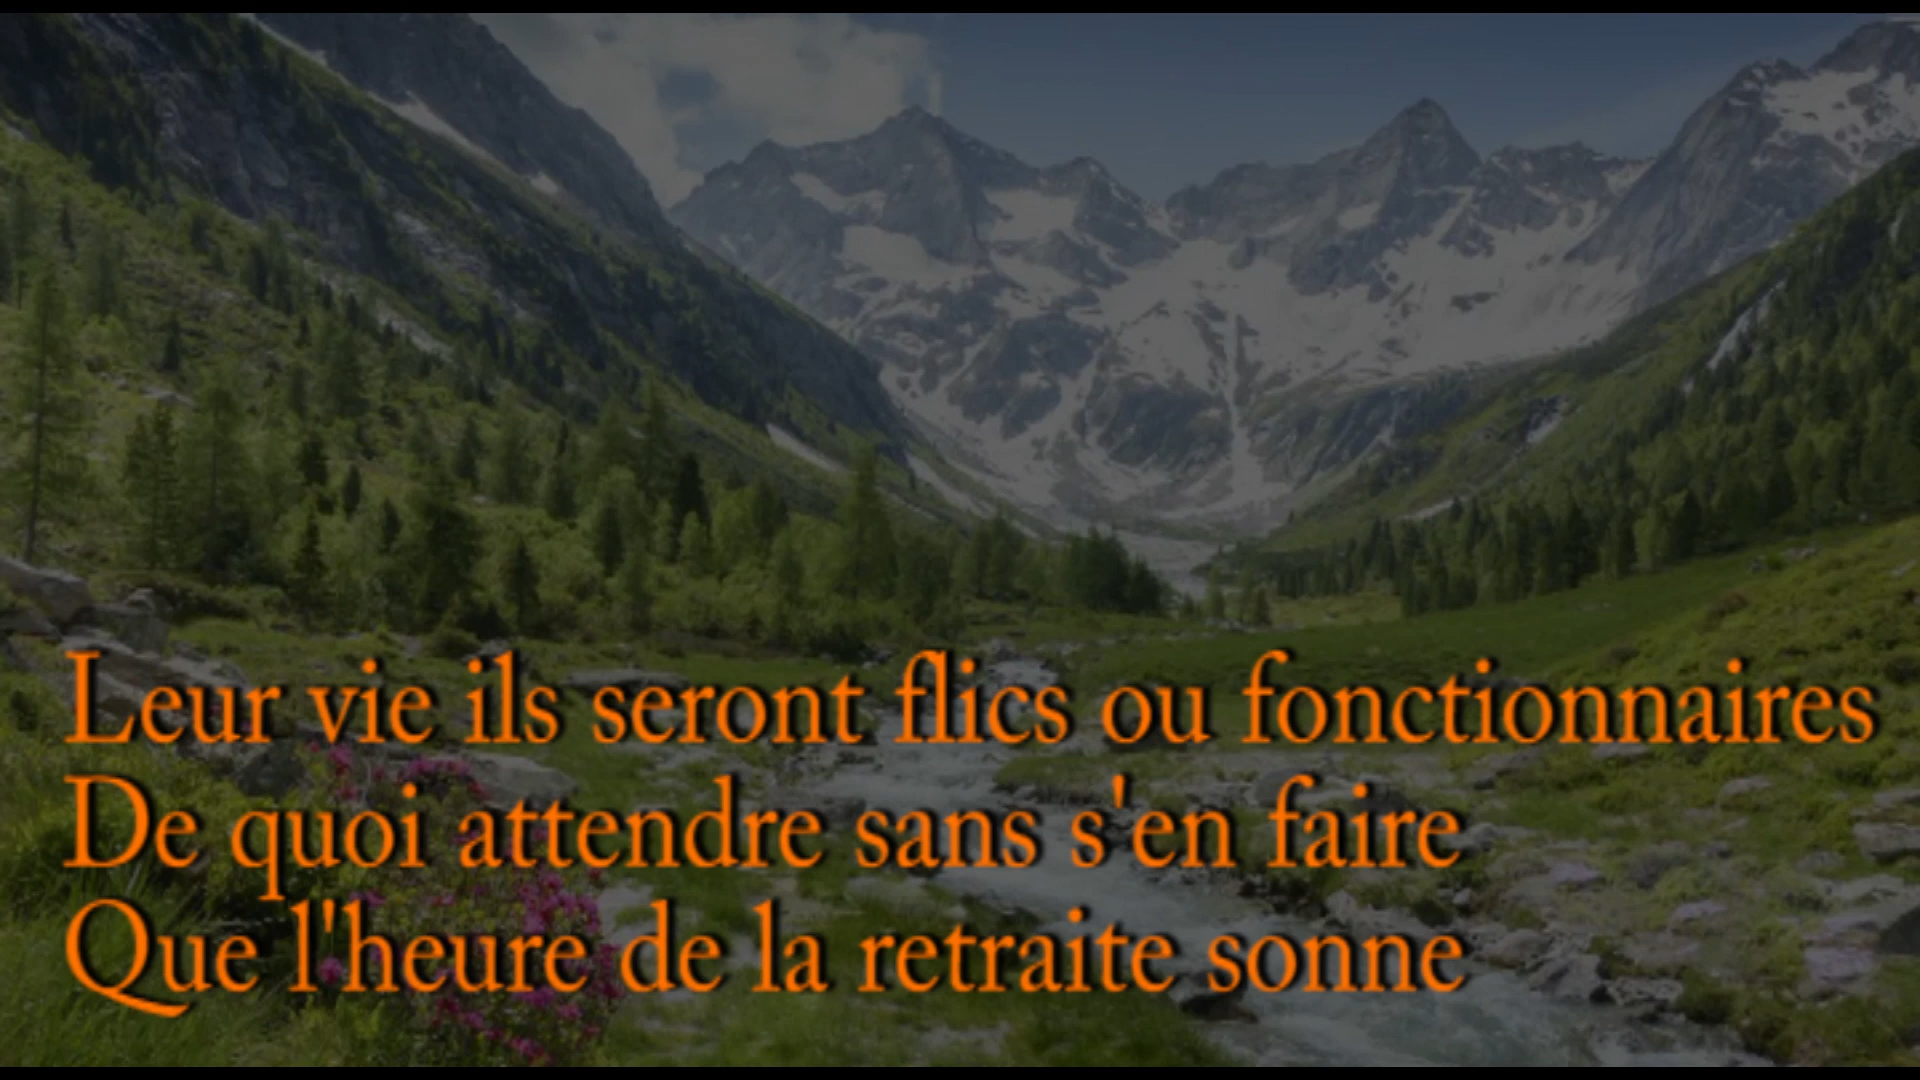 Leur vie ils seront flics ou fonctionnaires
De quoi attendre sans s'en faire
Que l'heure de la retraite sonne